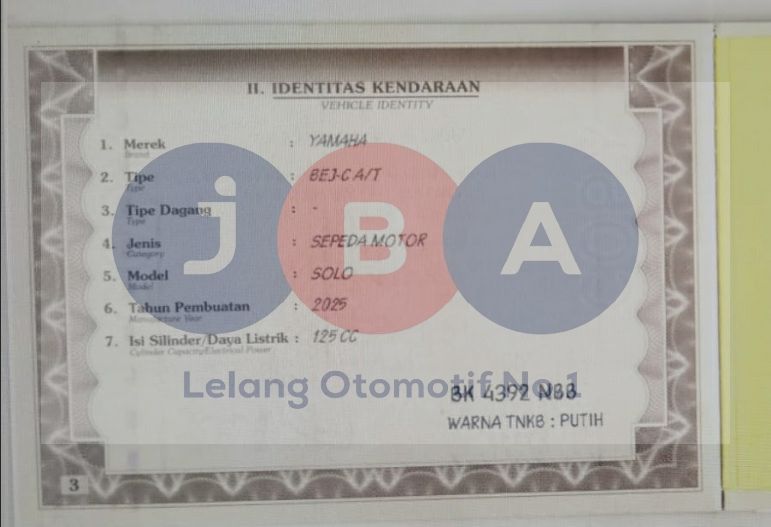 II. IDENTITAS KENDARAAN
VEHICLE IDENTITY
1. Merek : YAMAHA
Brand
2. Tipe : BEJ-C A/T
Type
3. Tipe Dagang : -
Type
4. Jenis : SEPEDA MOTOR
Category
5. Model : SOLO
Model
6. Tahun Pembuatan : 2025
Manufacture Year
7. Isi Silinder/Daya Listrik : 125 CC
Cylinder Capacity/Electrical Power
JBA
Lelang Otomotif No.1
BK 4392 NBB
WARNA TNKB : PUTIH
3